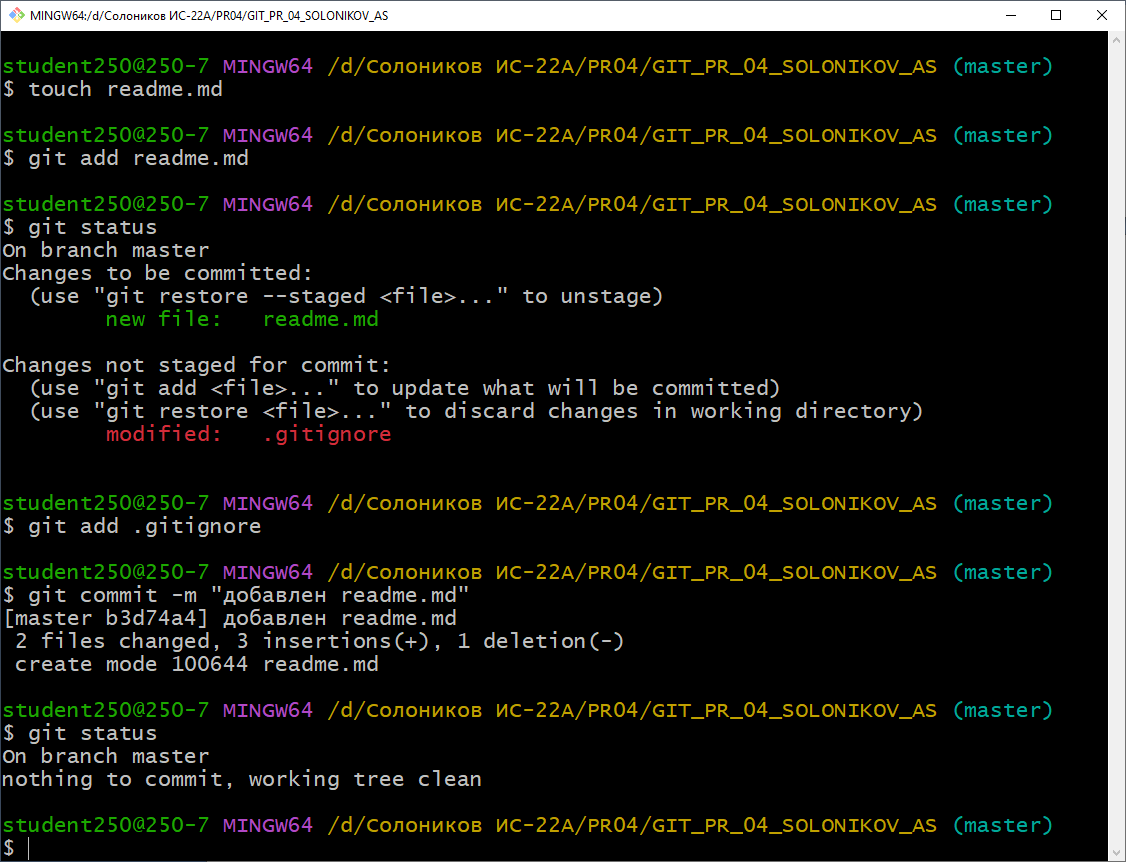 MINGW64:/d/Солоников ИС-22А/PR04/GIT_PR_04_SOLONIKOV_AS
student250@250-7 MINGW64 /d/Солоников ИС-22А/PR04/GIT_PR_04_SOLONIKOV_AS (master)
$ touch readme.md
student250@250-7 MINGW64 /d/Солоников ИС-22А/PR04/GIT_PR_04_SOLONIKOV_AS (master)
$ git add readme.md
student250@250-7 MINGW64 /d/Солоников ИС-22А/PR04/GIT_PR_04_SOLONIKOV_AS (master)
$ git status
On branch master
Changes to be committed:
  (use "git restore --staged <file>..." to unstage)
        new file:   readme.md
Changes not staged for commit:
  (use "git add <file>..." to update what will be committed)
  (use "git restore <file>..." to discard changes in working directory)
        modified:   .gitignore
student250@250-7 MINGW64 /d/Солоников ИС-22А/PR04/GIT_PR_04_SOLONIKOV_AS (master)
$ git add .gitignore
student250@250-7 MINGW64 /d/Солоников ИС-22А/PR04/GIT_PR_04_SOLONIKOV_AS (master)
$ git commit -m "добавлен readme.md"
[master b3d74a4] добавлен readme.md
 2 files changed, 3 insertions(+), 1 deletion(-)
 create mode 100644 readme.md
student250@250-7 MINGW64 /d/Солоников ИС-22А/PR04/GIT_PR_04_SOLONIKOV_AS (master)
$ git status
On branch master
nothing to commit, working tree clean
student250@250-7 MINGW64 /d/Солоников ИС-22А/PR04/GIT_PR_04_SOLONIKOV_AS (master)
$